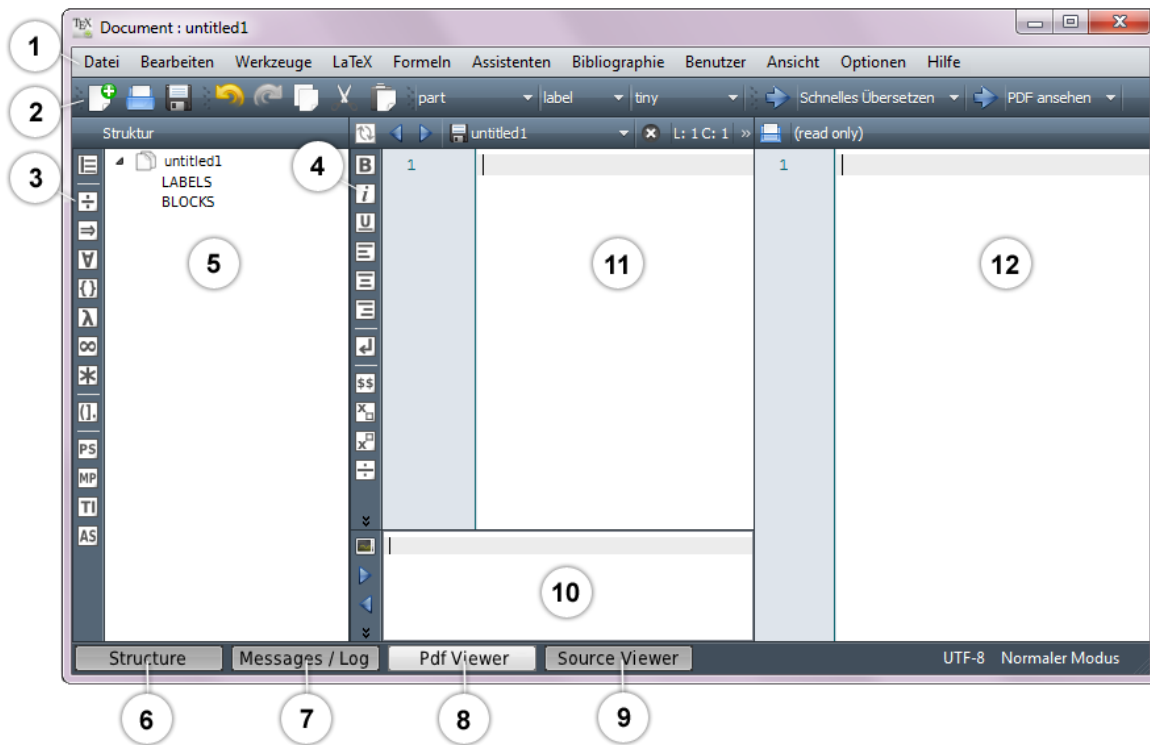 TEX Document : untitled1
1
Datei Bearbeiten Werkzeuge LaTeX Formeln Assistenten Bibliographie Benutzer Ansicht Optionen Hilfe
2
part label tiny Schnelles Übersetzen PDF ansehen
Struktur untitled1 L: 1 C: 1 » (read only)
3
untitled1
LABELS
BLOCKS
4
B
i
U
1
1
5
11
12
÷
⇒
∀
{}
λ
∞
*
().
PS
MP
TI
AS
$$
x
x
÷
10
Structure Messages / Log Pdf Viewer Source Viewer UTF-8 Normaler Modus
6 7 8 9